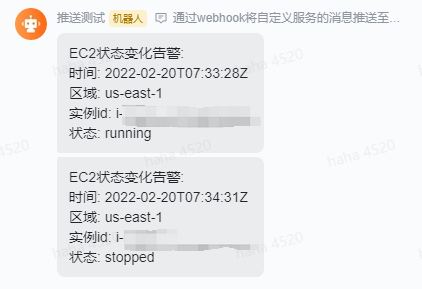 推送测试 机器人 通过webhook将自定义服务的消息推送至...
EC2状态变化告警:
时间: 2022-02-20T07:33:28Z
区域: us-east-1
实例id: i-
状态: running
EC2状态变化告警:
时间: 2022-02-20T07:34:31Z
区域: us-east-1
实例id: i-
状态: stopped
haha 4520
haha 4520
haha 4520
haha 4520